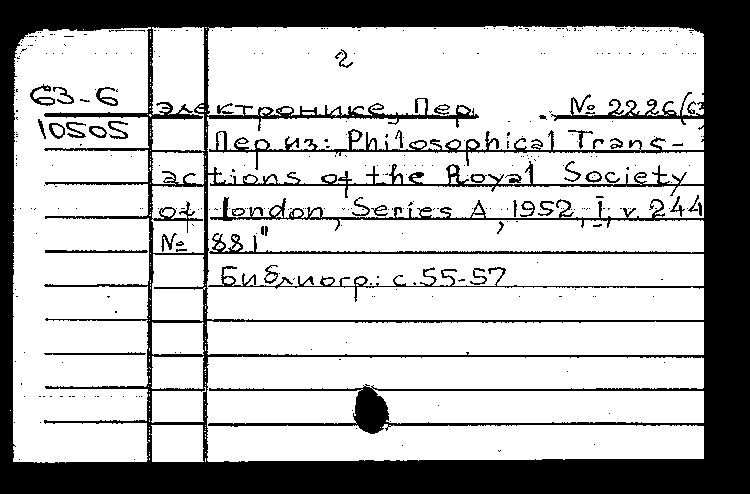 2
63-6
10505
электронике, Пер. № 2226(63
Пер из: „Philosophical Trans-
actions of the Royal Society
of London, Series A, 1952, I, v. 244
№ 881"
Библиогр.: с. 55-57